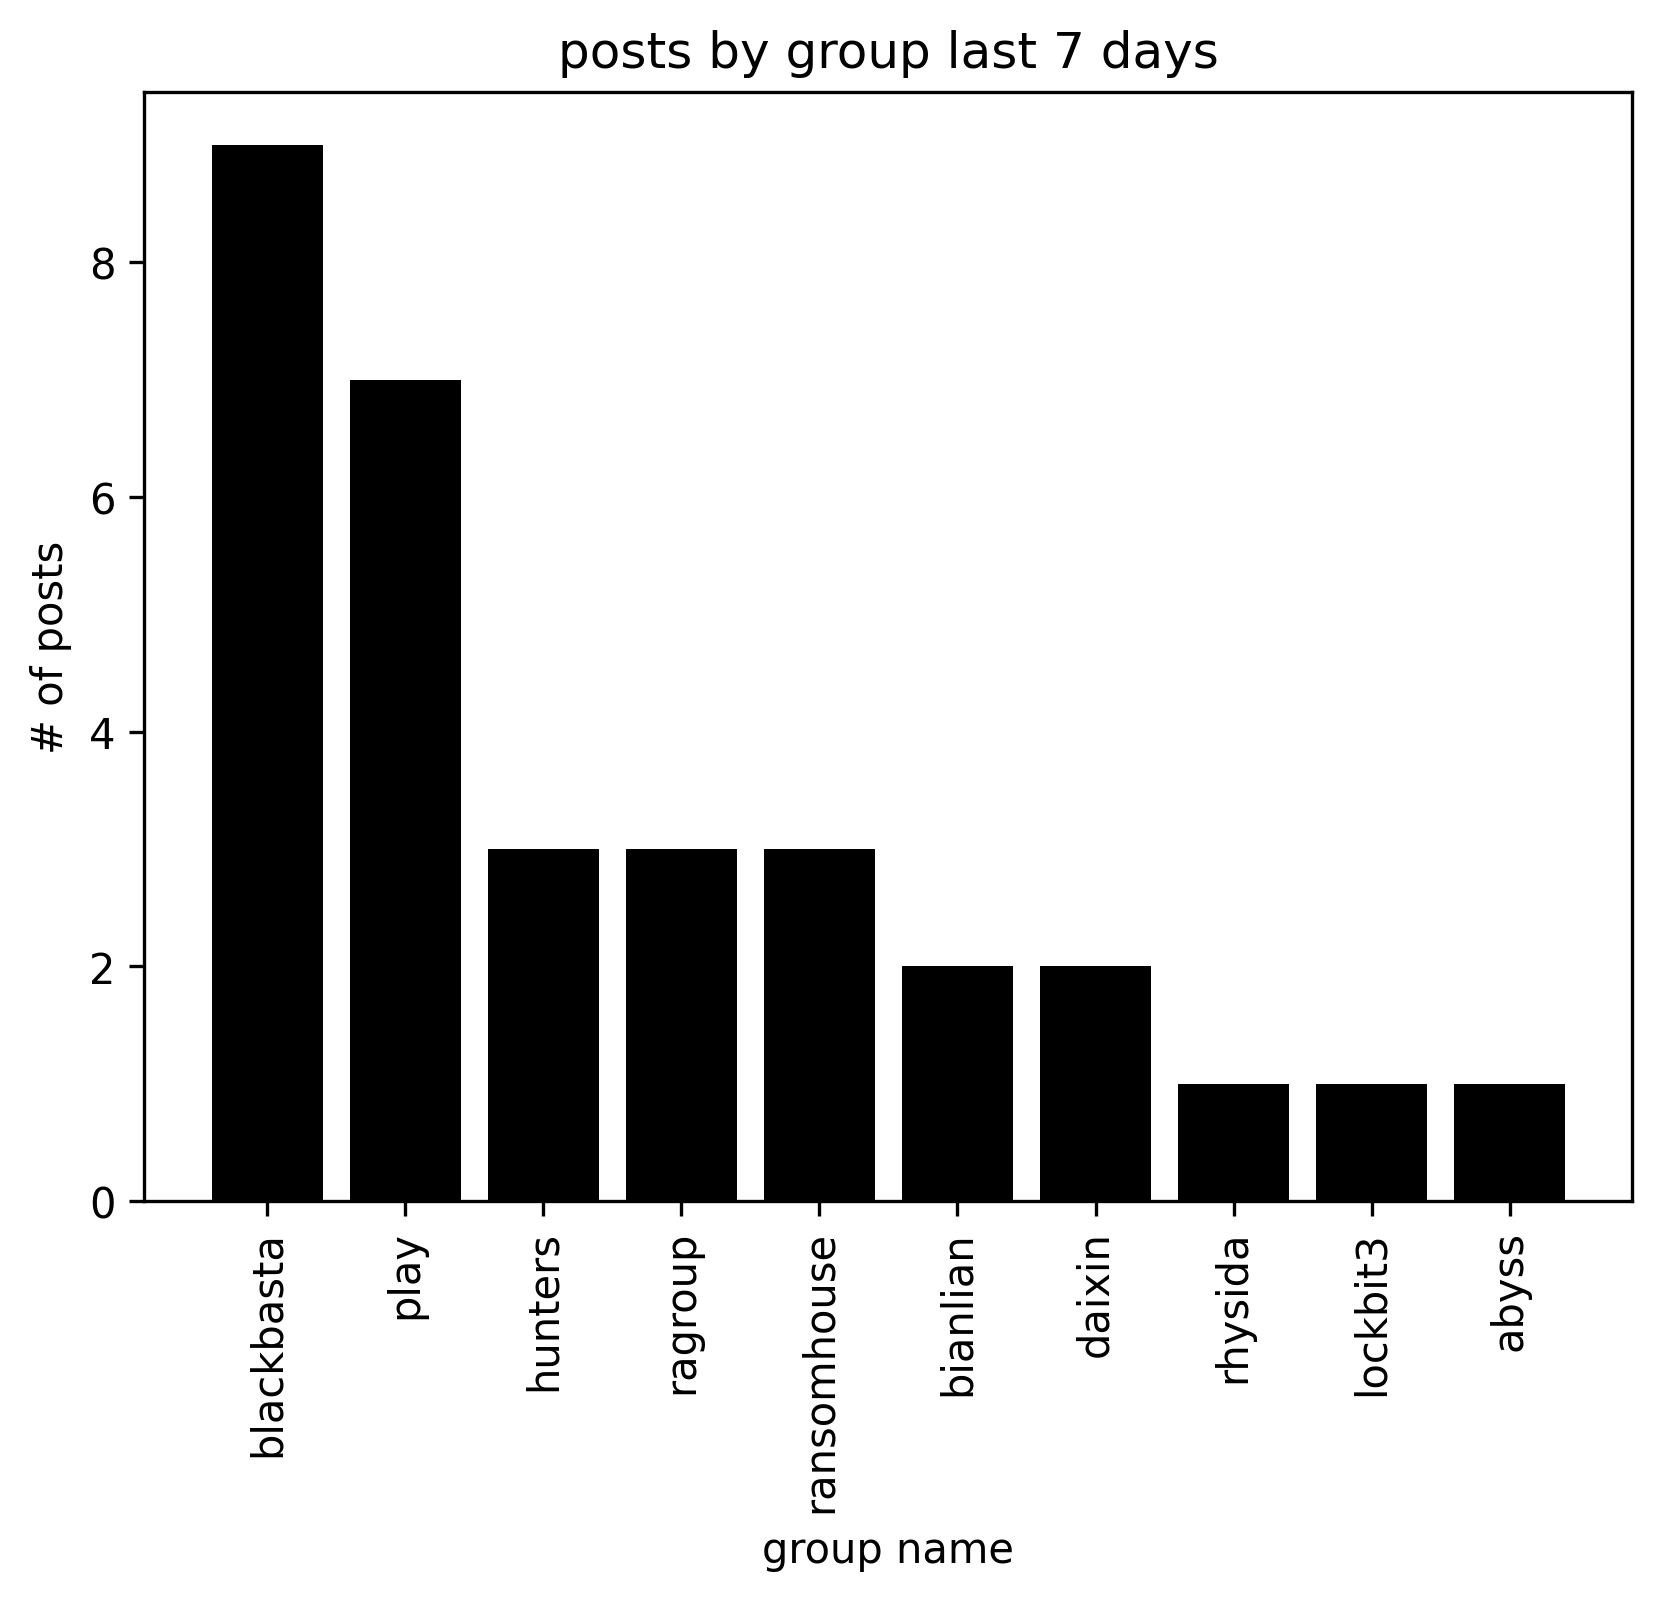 posts by group last 7 days
# of posts
8
6
4
2
0
blackbasta
play
hunters
ragroup
ransomhouse
bianlian
daixin
rhysida
lockbit3
abyss
group name